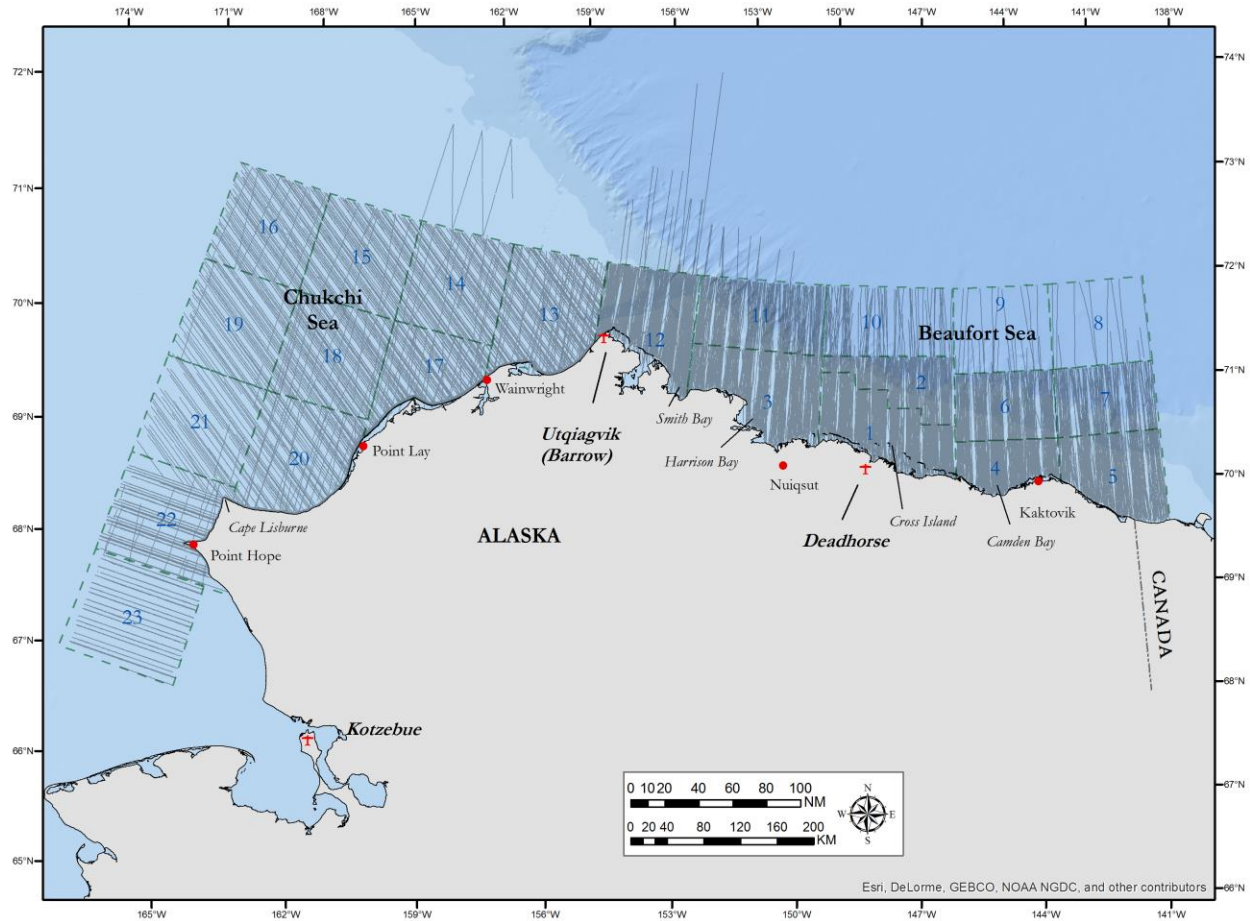 174°W 171°W 168°W 165°W 162°W 159°W 156°W 153°W 150°W 147°W 144°W 141°W 138°W
72°N
74°N
73°N
71°N
16
15
72°N
14
9
Chukchi
Sea
70°N
13
11
10
Beaufort Sea
8
19
18
12
2
17
71°N
Wainwright
6
7
69°N
21
3
Smith Bay
1
Utqiagvik
(Barrow)
Point Lay
Harrison Bay
20
4
5
70°N
Nuiqsut
Kaktovik
22
Cape Lisburne
Cross Island
68°N
ALASKA
Deadhorse
Camden Bay
Point Hope
69°N
CANADA
23
67°N
68°N
Kotzebue
66°N
67°N
0 10 20 40 60 80 100
NM
N
W E
S
0 20 40 80 120 160 200
KM
65°N
66°N
Esri, DeLorme, GEBCO, NOAA NGDC, and other contributors
165°W 162°W 159°W 156°W 153°W 150°W 147°W 144°W 141°W